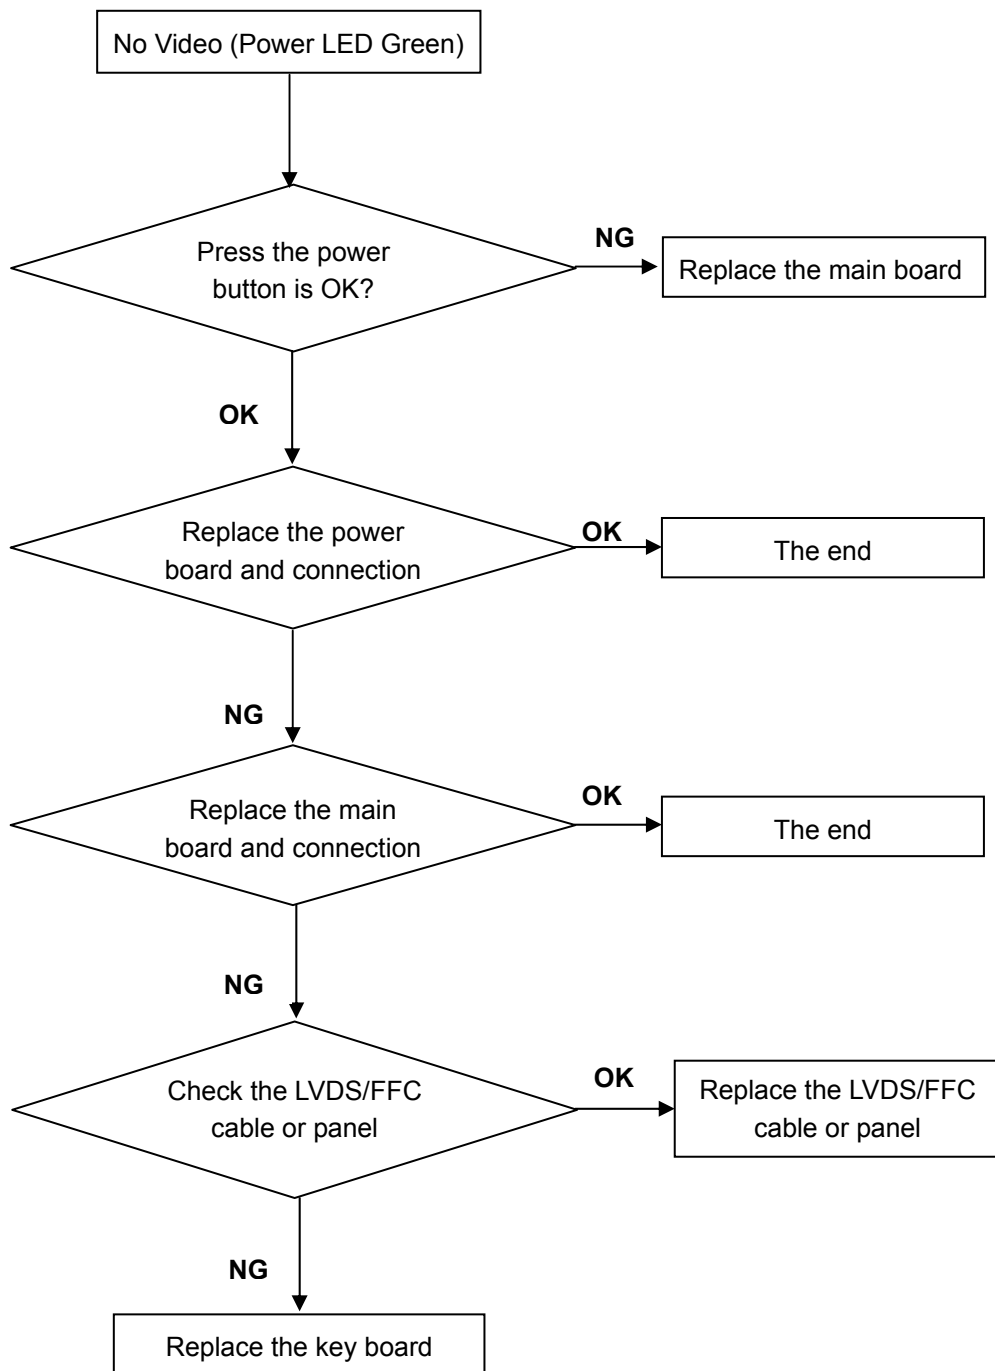 No Video (Power LED Green)
Press the power
button is OK?
NG
Replace the main board
OK
Replace the power
board and connection
OK
The end
NG
Replace the main
board and connection
OK
The end
NG
Check the LVDS/FFC
cable or panel
OK
Replace the LVDS/FFC
cable or panel
NG
Replace the key board